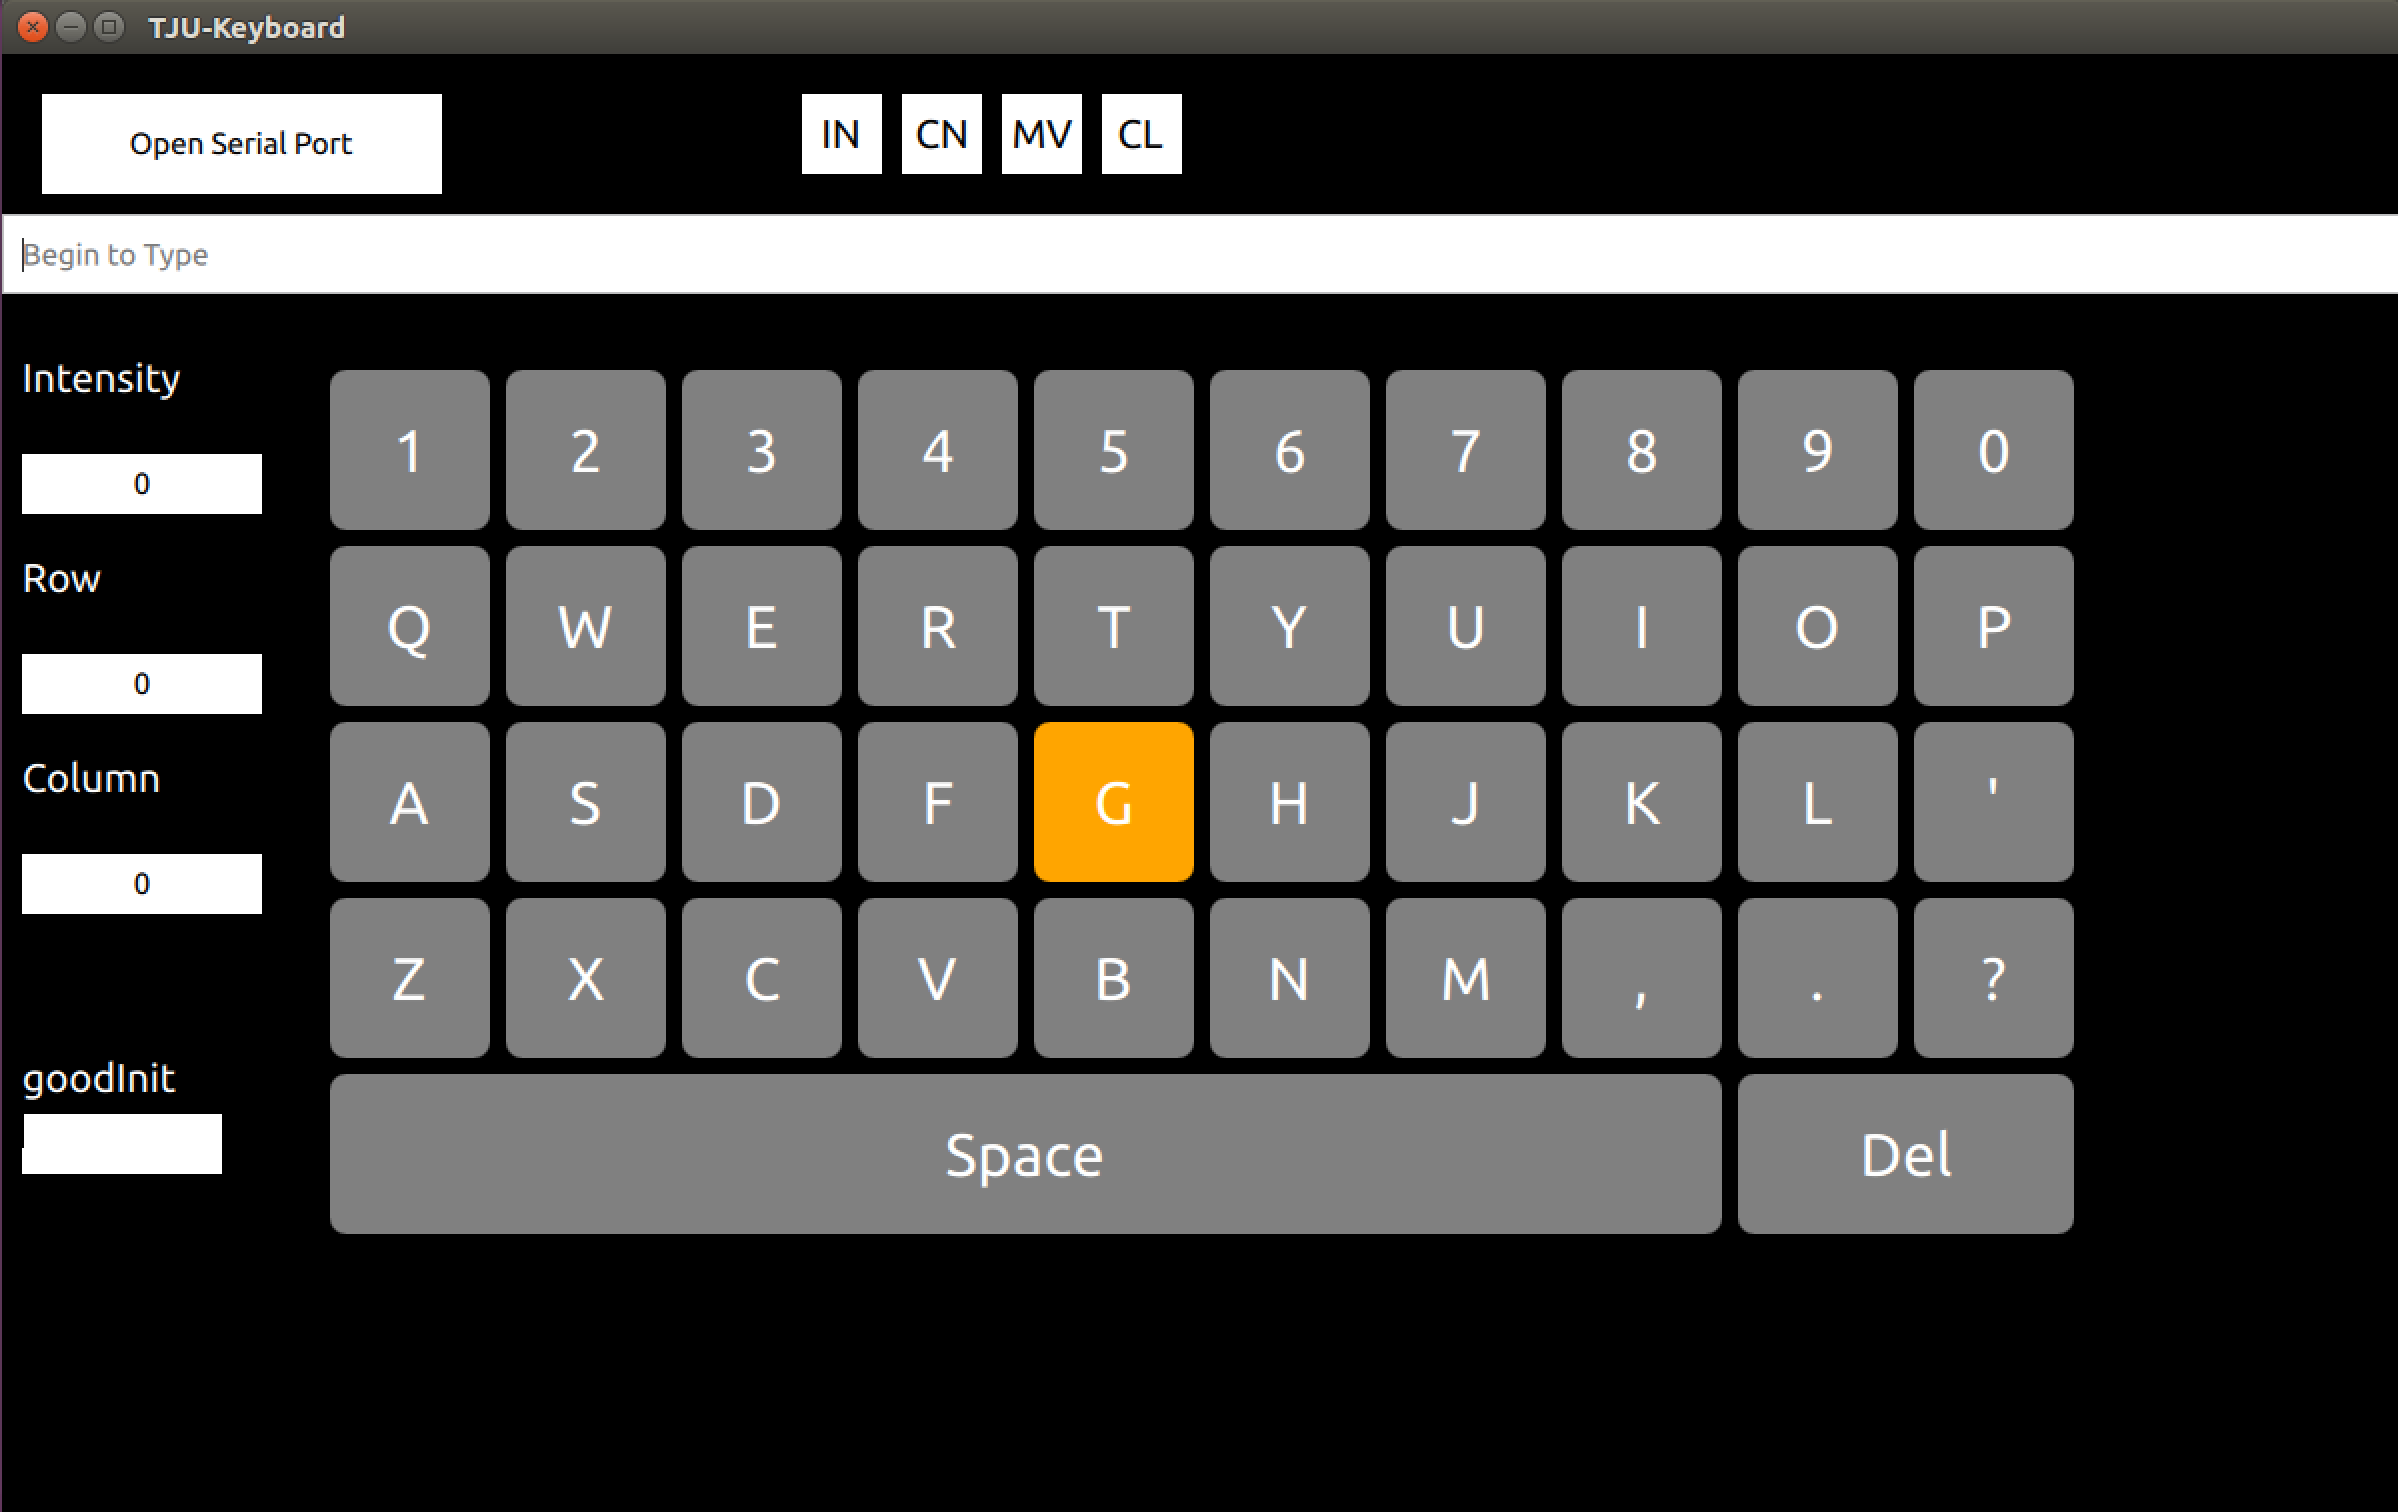 TJU-Keyboard
Open Serial Port
IN CN MV CL
Begin to Type
Intensity
0
Row
0
Column
0
goodInit
1 2 3 4 5 6 7 8 9 0
Q W E R T Y U I O P
A S D F G H J K L '
Z X C V B N M , . ?
Space Del